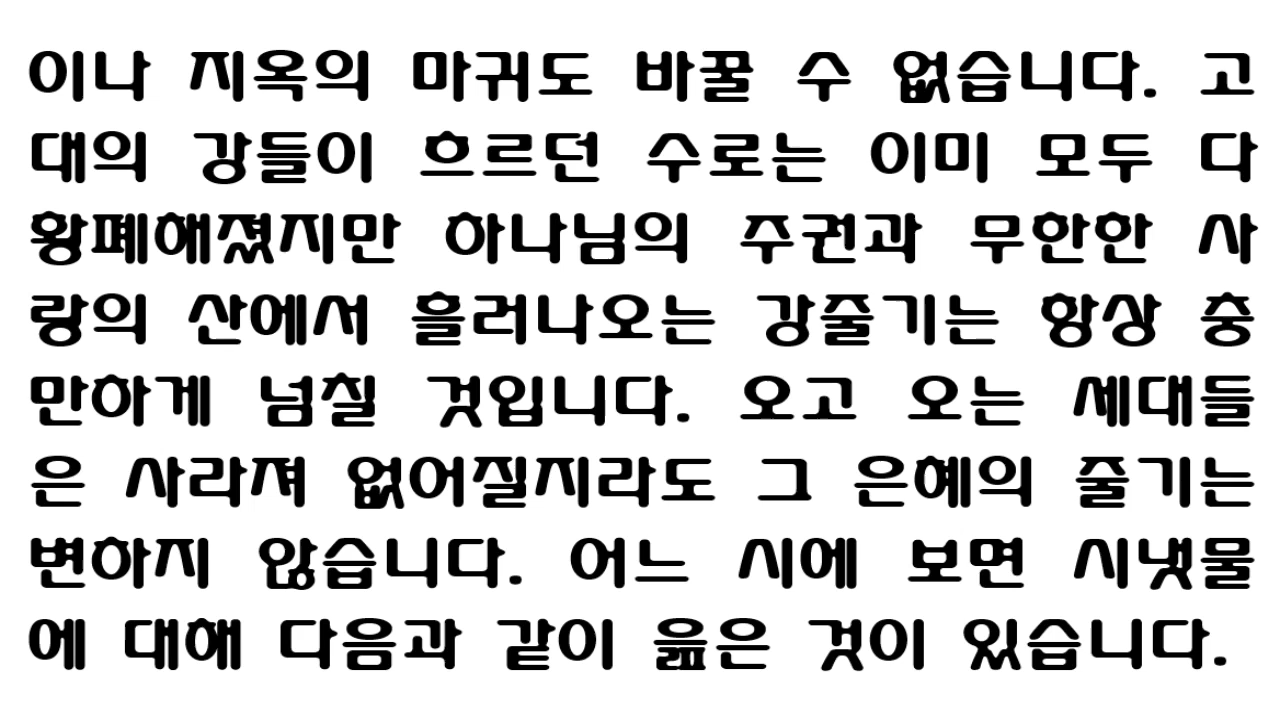 이나 지옥의 마귀도 바꿀 수 없습니다. 고
대의 강들이 흐르던 수로는 이미 모두 다
황폐해졌지만 하나님의 주권과 무한한 사
랑의 산에서 흘러나오는 강줄기는 항상 충
만하게 넘칠 것입니다. 오고 오는 세대들
은 사라져 없어질지라도 그 은혜의 줄기는
변하지 않습니다. 어느 시에 보면 시냇물
에 대해 다음과 같이 읊은 것이 있습니다.